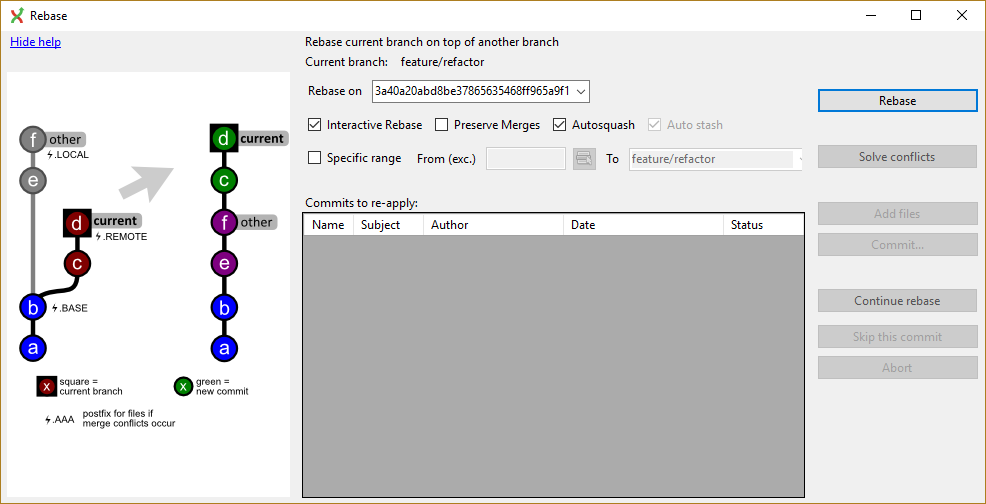 Rebase
Hide help
Rebase current branch on top of another branch
Current branch: feature/refactor
Rebase on 3a40a20abd8be37865635468ff965a9f1
Interactive Rebase Preserve Merges Autosquash Auto stash
Specific range From (exc.) To feature/refactor
Commits to re-apply:
Name Subject Author Date Status
Rebase
Solve conflicts
Add files
Commit...
Continue rebase
Skip this commit
Abort
f other
.LOCAL
e
d current
.REMOTE
c
b .BASE
a
d current
c
f other
e
b
a
x square =
current branch
x green =
new commit
.AAA postfix for files if
merge conflicts occur